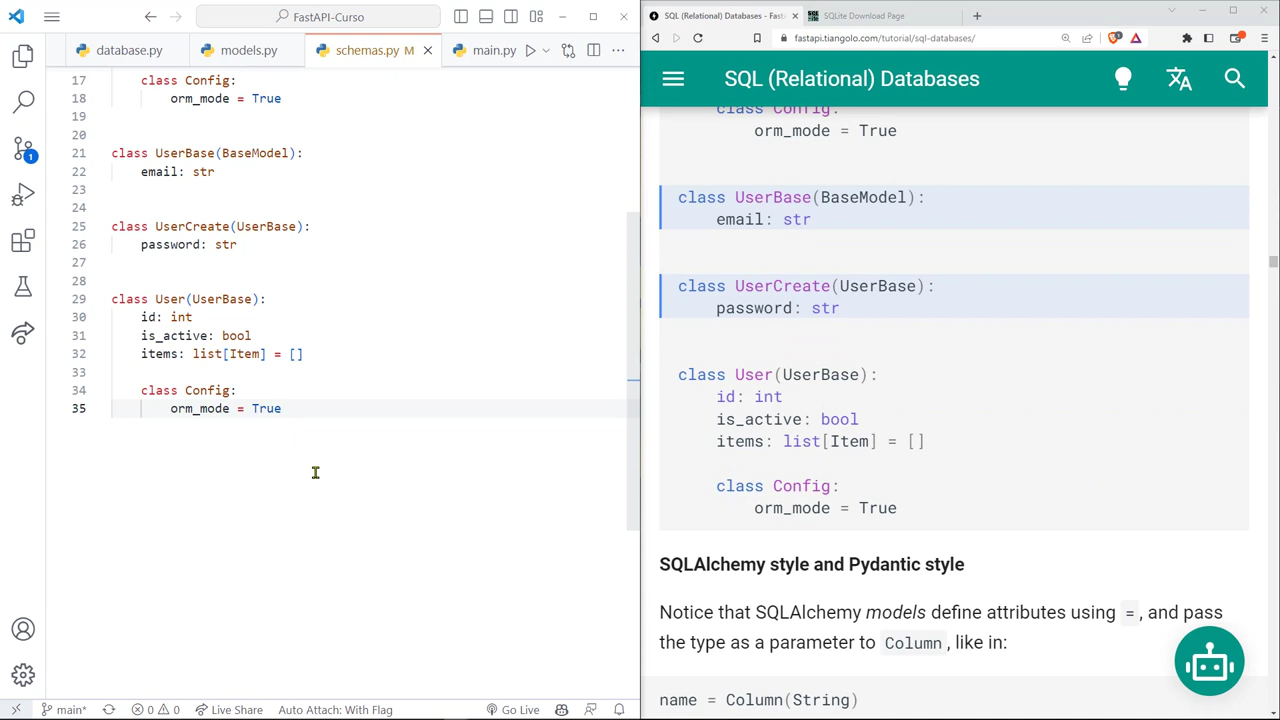 FastAPI-Curso
database.py
models.py
schemas.py M
main.py
17 class Config:
18 orm_mode = True
19
20
21 class UserBase(BaseModel):
22 email: str
23
24
25 class UserCreate(UserBase):
26 password: str
27
28
29 class User(UserBase):
30 id: int
31 is_active: bool
32 items: list[Item] = []
33
34 class Config:
35 orm_mode = True
1
main*
0 0
Live Share
Auto Attach: With Flag
Go Live
SQL (Relational) Databases - Fast
SQLite Download Page
fastapi.tiangolo.com/tutorial/sql-databases/
SQL (Relational) Databases
class Config:
orm_mode = True
class UserBase(BaseModel):
email: str
class UserCreate(UserBase):
password: str
class User(UserBase):
id: int
is_active: bool
items: list[Item] = []
class Config:
orm_mode = True
SQLAlchemy style and Pydantic style
Notice that SQLAlchemy models define attributes using =, and pass
the type as a parameter to Column, like in:
name = Column(String)